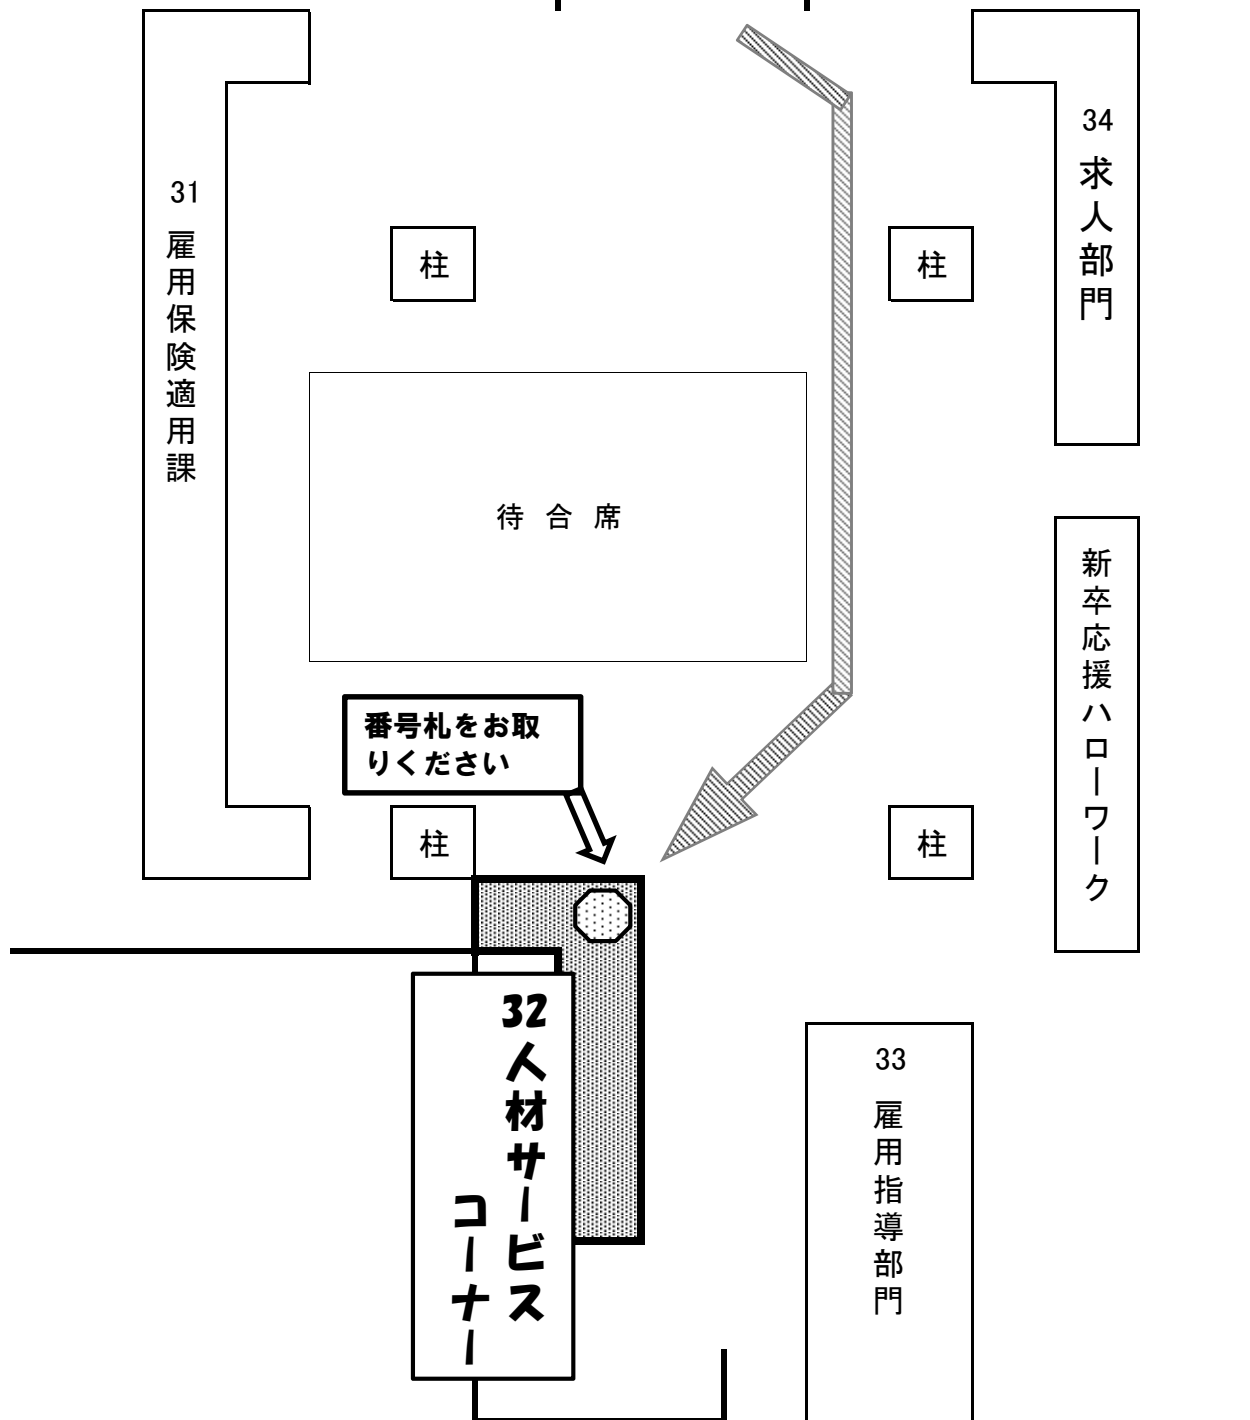 31 雇用保険適用課
34 求人部門
柱
柱
待合席
新卒応援ハローワーク
番号札をお取
りください
柱
柱
32人材サービス
コーナー
33 雇用指導部門